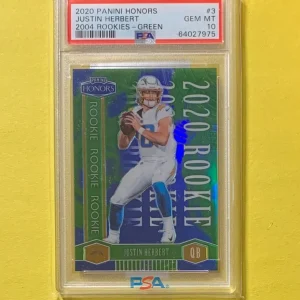 2020 PANINI HONORS #3
JUSTIN HERBERT GEM MT
2004 ROOKIES - GREEN 10
PSA 64027975
HONORS
ROOKIE ROOKIE ROOKIE
2020 ROOKIE
JUSTIN HERBERT
QB
PSA